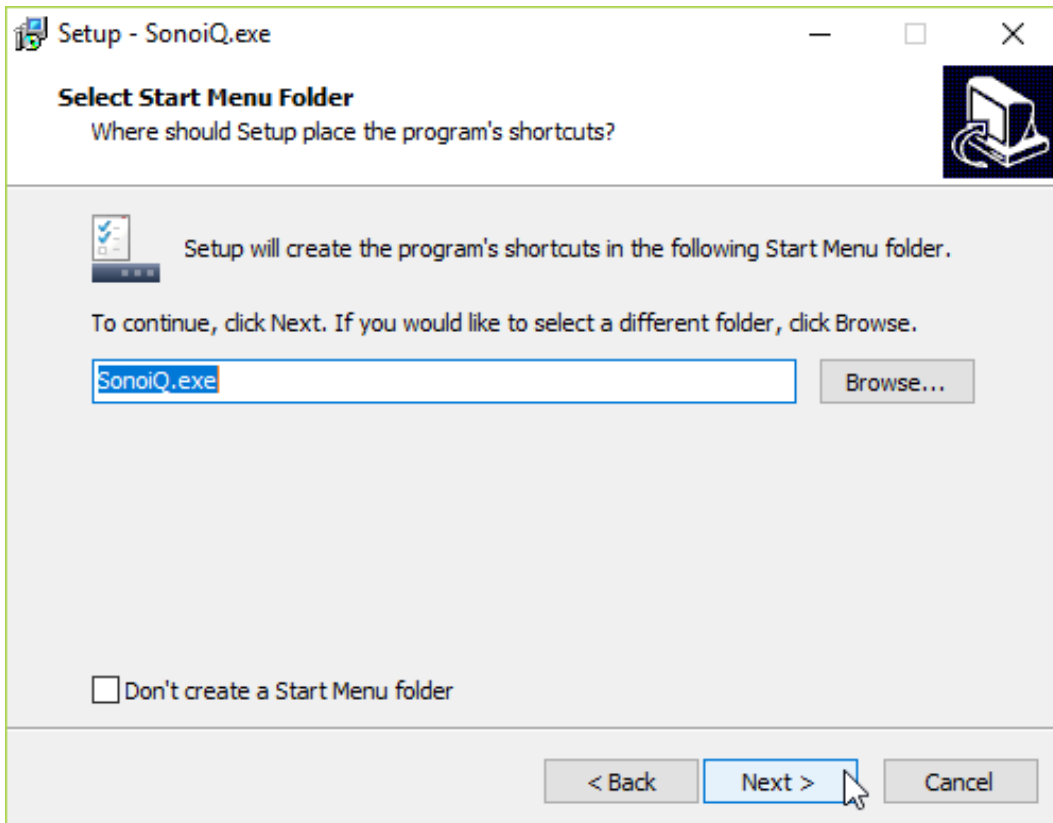 Setup - SonoiQ.exe
Select Start Menu Folder
Where should Setup place the program's shortcuts?
Setup will create the program's shortcuts in the following Start Menu folder.
To continue, click Next. If you would like to select a different folder, click Browse.
SonoiQ.exe
Browse...
Don't create a Start Menu folder
< Back
Next >
Cancel